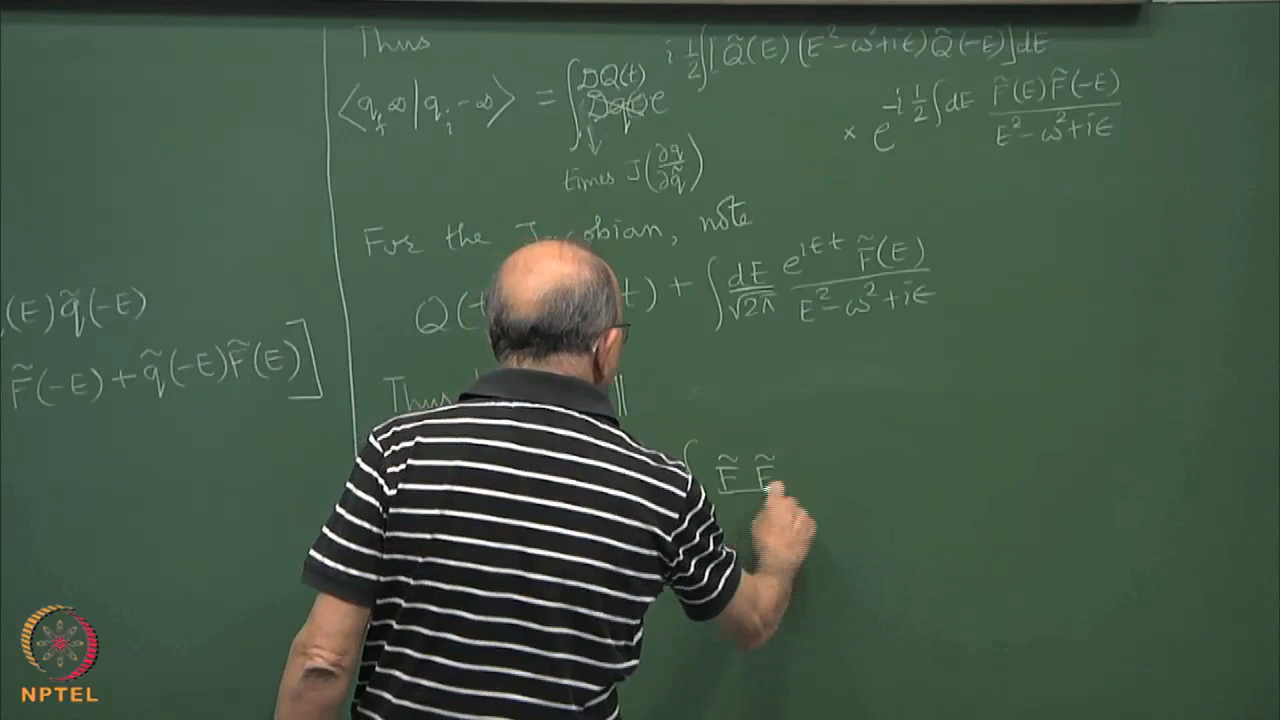 Thus
i ½∫[Q̃(E)(E²-ω²+iϵ)Q̃(-E)]dE
⟨q_f ∞|q_i -∞⟩ = ∫DQ(t) e
× e^{-i ½∫dE F̃(E)F̃(-E)/(E²-ω²+iϵ)}
times J(∂q/∂q̃)
For the Jacobian, note
Q( t) + ∫ dE/√2π e^{iEt} F̃(E)/(E²-ω²+iϵ)
(E)q̃(-E)
F̃(-E)+q̃(-E)F̃(E)]
Thus
∫ F̃ F̃
NPTEL